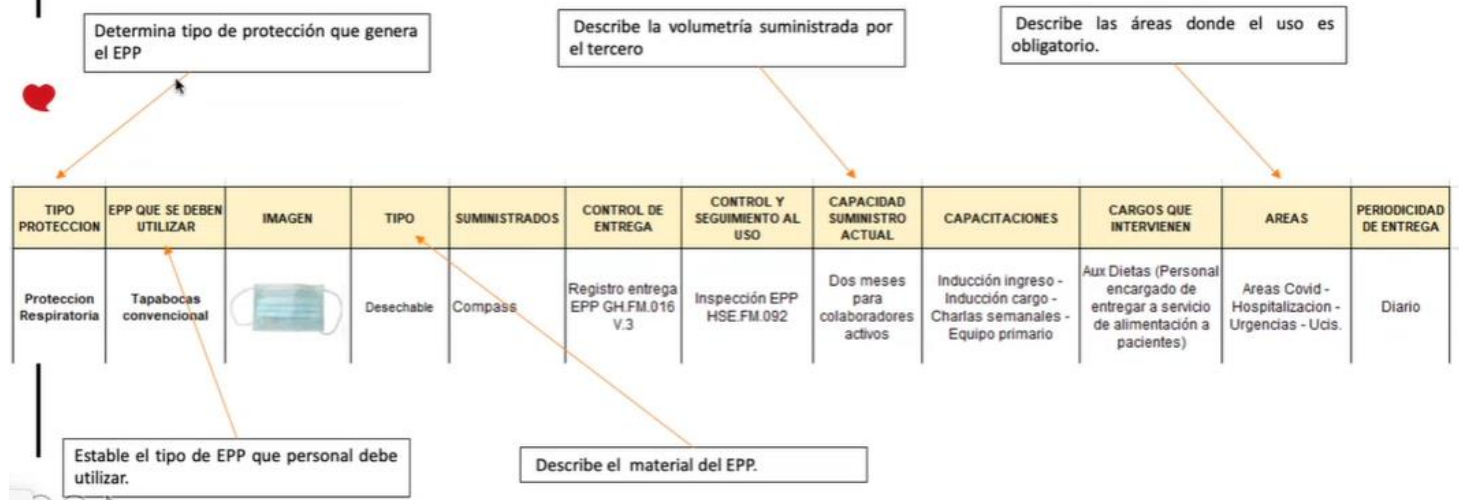 Determina tipo de protección que genera
el EPP
Describe la volumetría suministrada por
el tercero
Describe las áreas donde el uso es
obligatorio.
TIPO
PROTECCION
EPP QUE SE DEBEN
UTILIZAR
IMAGEN
TIPO
SUMINISTRADOS
CONTROL DE
ENTREGA
CONTROL Y
SEGUIMIENTO AL
USO
CAPACIDAD
SUMINISTRO
ACTUAL
CAPACITACIONES
CARGOS QUE
INTERVIENEN
AREAS
PERIODICIDAD
DE ENTREGA
Proteccion
Respiratoria
Tapabocas
convencional
Desechable
Compass
Registro entrega
EPP GH.FM.016
V.3
Inspección EPP
HSE.FM.092
Dos meses
para
colaboradores
activos
Inducción ingreso -
Inducción cargo -
Charlas semanales -
Equipo primario
Aux Dietas (Personal
encargado de
entregar a servicio
de alimentación a
pacientes)
Areas Covid -
Hospitalizacion -
Urgencias - Ucis.
Diario
Estable el tipo de EPP que personal debe
utilizar.
Describe el material del EPP.